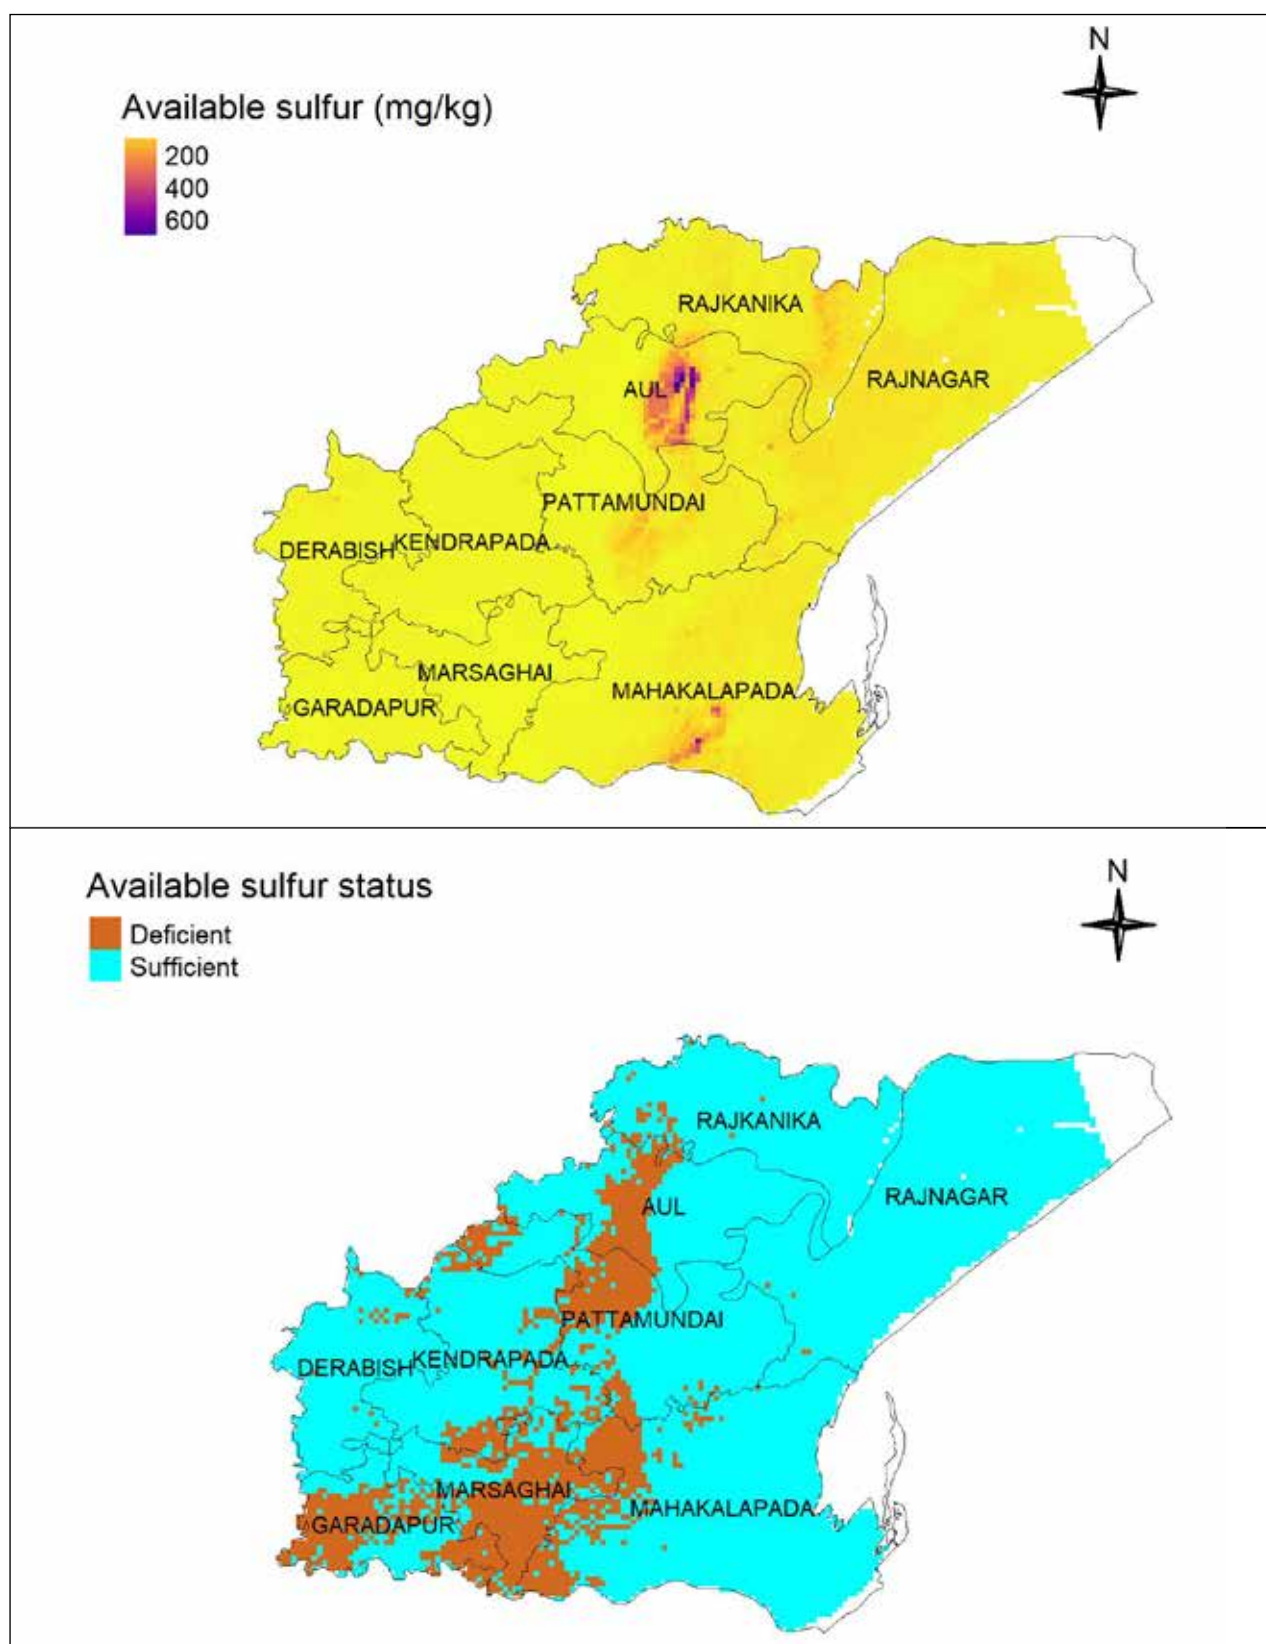 N
Available sulfur (mg/kg)
200
400
600
RAJKANIKA
RAJNAGAR
AUL
PATTAMUNDAI
KENDRAPADA
DERABISH
MARSAGHAI
MAHAKALAPADA
GARADAPUR
N
Available sulfur status
Deficient
Sufficient
RAJKANIKA
RAJNAGAR
AUL
PATTAMUNDAI
KENDRAPADA
DERABISH
MARSAGHAI
MAHAKALAPADA
GARADAPUR